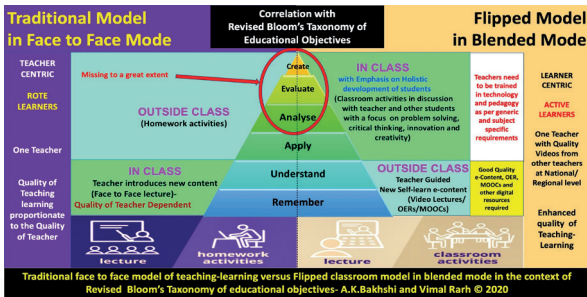 Traditional Model
in Face to Face Mode
Correlation with
Revised Bloom's Taxonomy of
Educational Objectives
Flipped Model
in Blended Mode
TEACHER
CENTRIC
ROTE
LEARNERS
One Teacher
Quality of
Teaching
learning
proportionate
to the Quality
of Teacher
Missing to a great extent
OUTSIDE CLASS
(Homework activities)
IN CLASS
Teacher introduces new content
(Face to Face lecture)-
Quality of Teacher Dependent
Create
Evaluate
Analyse
Apply
Understand
Remember
IN CLASS
with Emphasis on Holistic
development of students
(Classroom activities in discussion
with teacher and other students
with a focus on problem solving,
critical thinking, innovation and
creativity)
OUTSIDE CLASS
Teacher Guided
New Self-learn e-content
(Video Lectures/
OERs/MOOCs)
Teachers need
to be trained
in technology
and pedagogy
as per generic
and subject
specific
requirements
Good Quality
e-Content, OER,
MOOCs and
other digital
resources
required
LEARNER
CENTRIC
ACTIVE
LEARNERS
One Teacher
with Quality
Videos from
other teachers
at National/
Regional level
Enhanced
quality of
Teaching-
Learning
lecture
homework
activities
lecture
classroom
activities
Traditional face to face model of teaching-learning versus Flipped classroom model in blended mode in the context of
Revised Bloom's Taxonomy of educational objectives- A.K.Bakhshi and Vimal Rarh © 2020